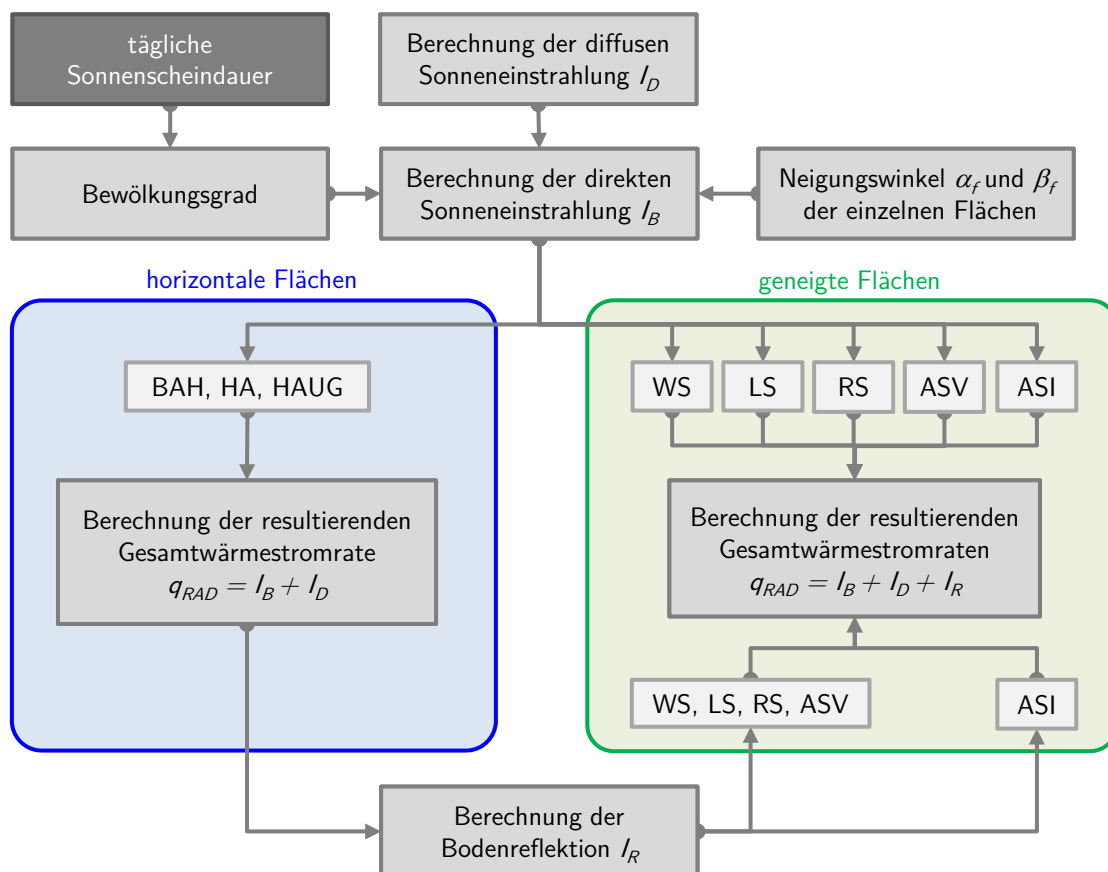 tägliche
Sonnenscheindauer
Berechnung der diffusen
Sonneneinstrahlung I_D
Bewölkungsgrad
Berechnung der direkten
Sonneneinstrahlung I_B
Neigungswinkel α_f und β_f
der einzelnen Flächen
horizontale Flächen
geneigte Flächen
BAH, HA, HAUG
WS
LS
RS
ASV
ASI
Berechnung der resultierenden
Gesamtwärmestromrate
q_RAD = I_B + I_D
Berechnung der resultierenden
Gesamtwärmestromraten
q_RAD = I_B + I_D + I_R
WS, LS, RS, ASV
ASI
Berechnung der
Bodenreflektion I_R